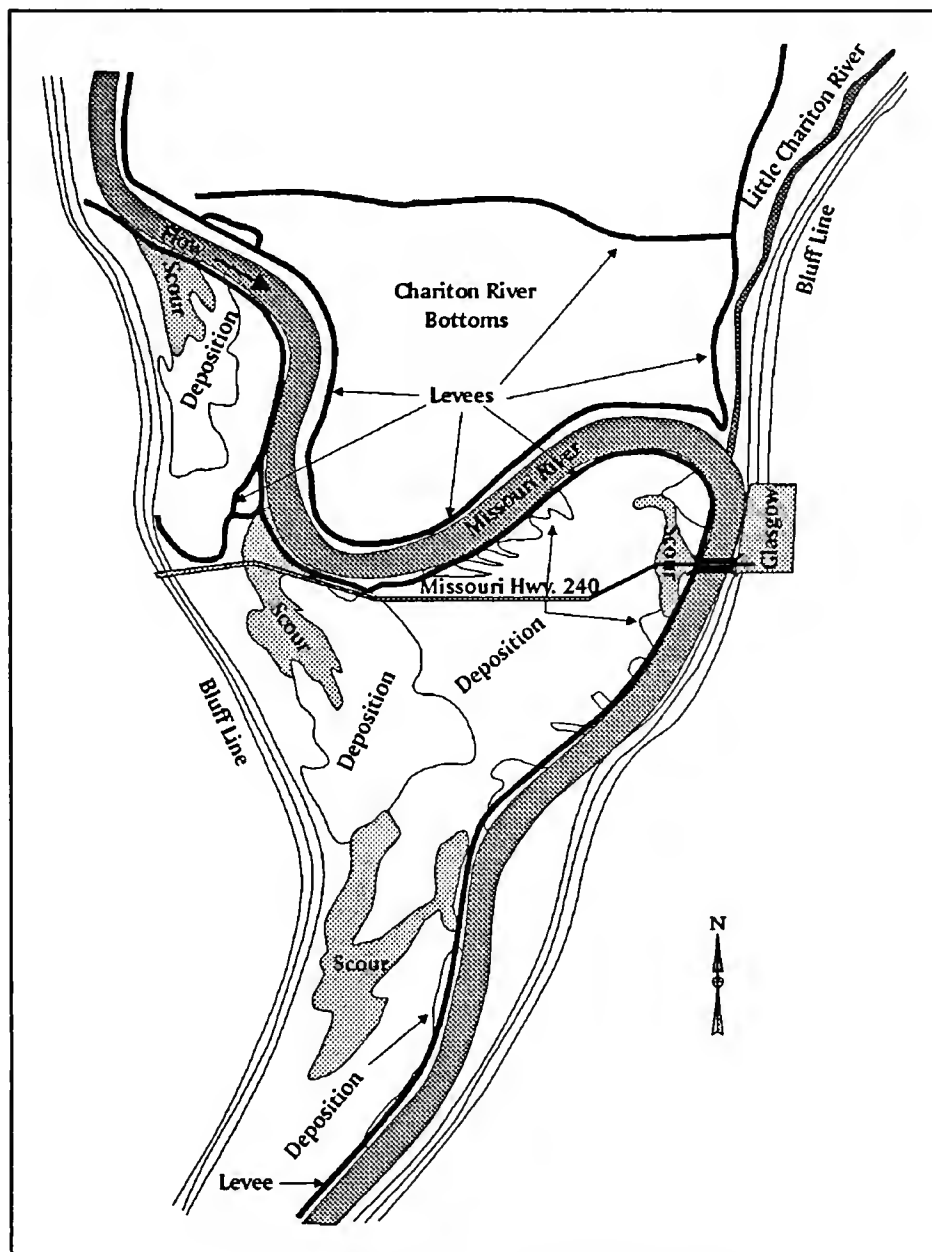 Little Chariton River
Bluff Line
Flow
Scour
Deposition
Chariton River
Bottoms
Levees
Missouri River
Glasgow
Scour
Missouri Hwy. 240
Scour
Deposition
Deposition
Bluff Line
Scour
Deposition
N
Levee